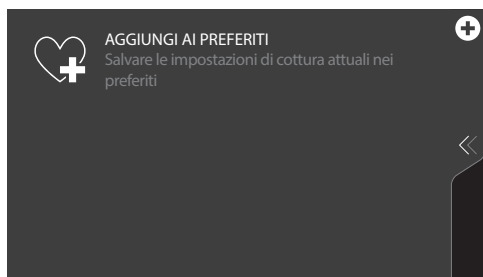 AGGIUNGI AI PREFERITI
Salvare le impostazioni di cottura attuali nei
preferiti